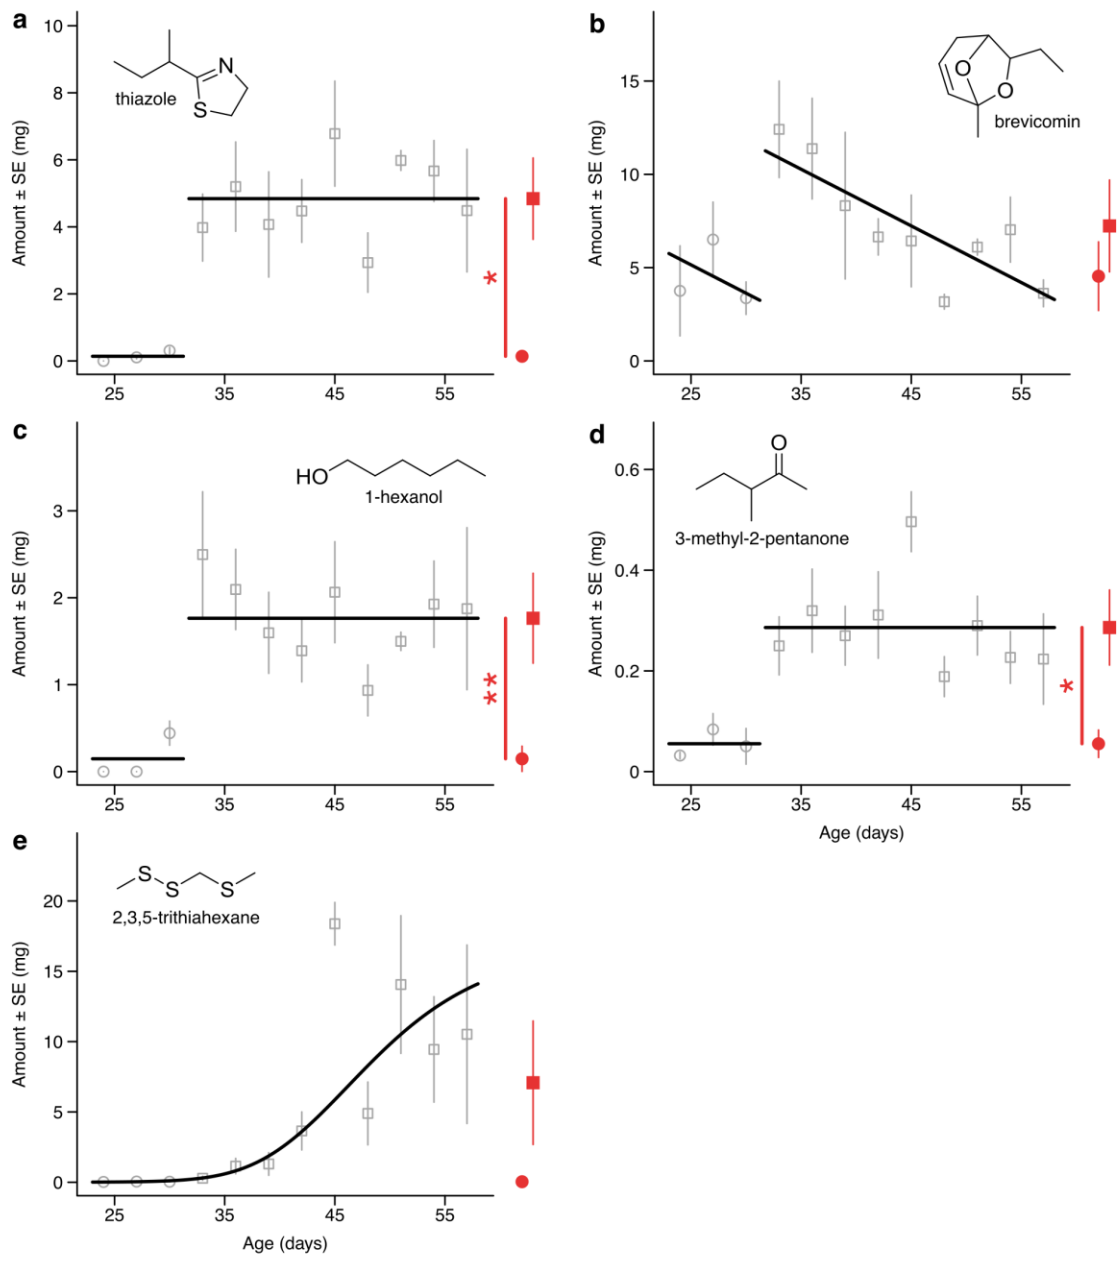 a
10
8
6
4
2
0
Amount ± SE (mg)
N
S
thiazole
*
25 35 45 55
b
15
10
5
0
Amount ± SE (mg)
O
O
brevicomin
25 35 45 55
c
3
2
1
0
Amount ± SE (mg)
HO
1-hexanol
*
*
25 35 45 55
d
0.6
0.4
0.2
0
Amount ± SE (mg)
O
3-methyl-2-pentanone
*
25 35 45 55
Age (days)
e
20
15
10
5
0
Amount ± SE (mg)
S
S
S
2,3,5-trithiahexane
25 35 45 55
Age (days)